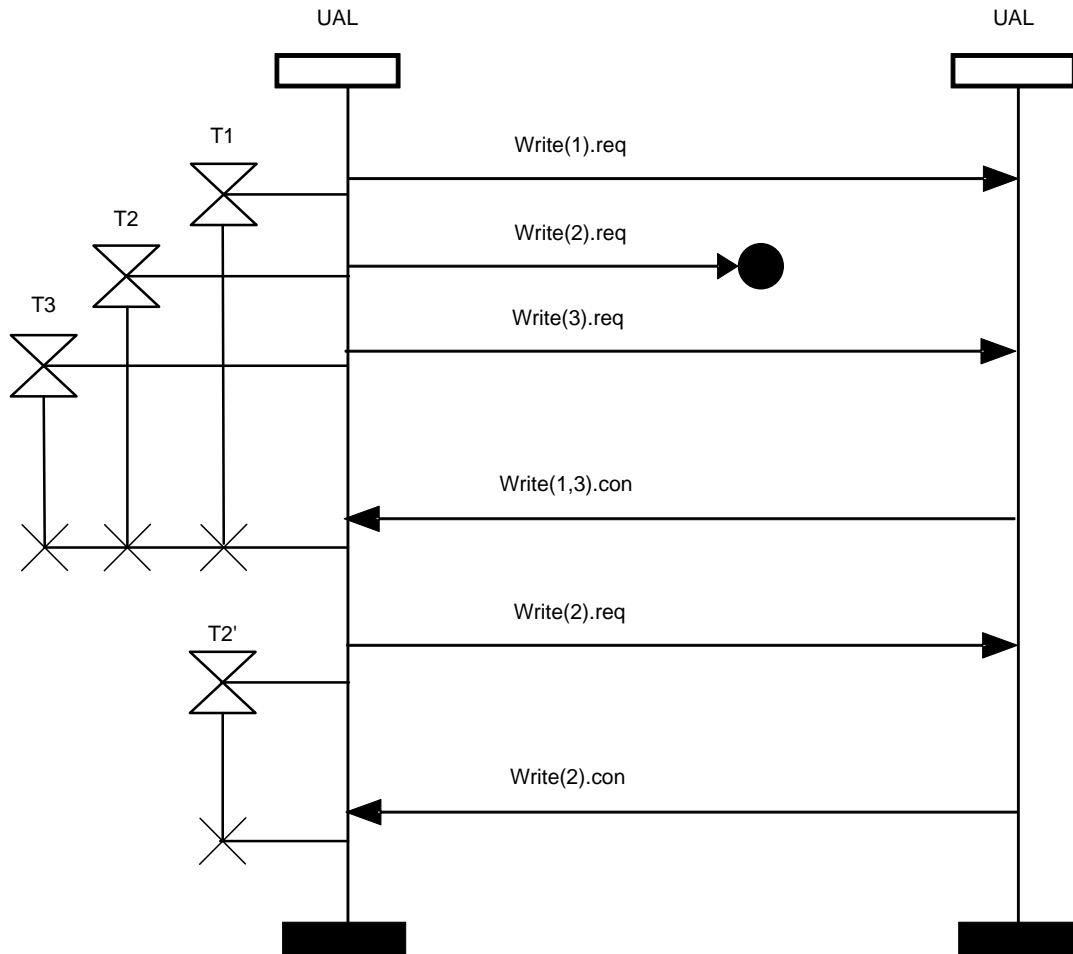 UAL
UAL
T1
Write(1).req
T2
Write(2).req
T3
Write(3).req
Write(1,3).con
Write(2).req
T2'
Write(2).con